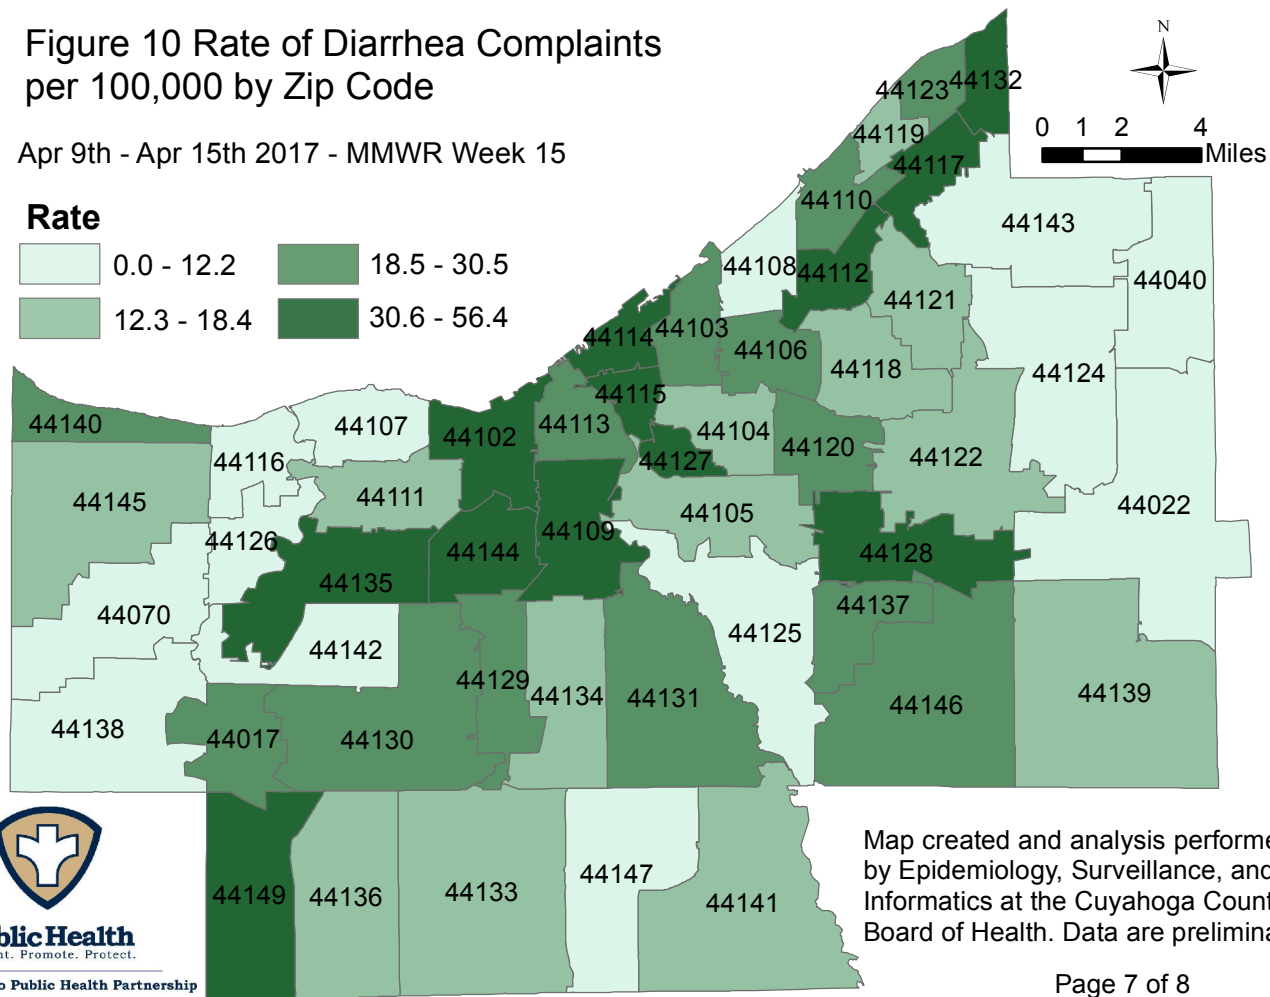 Figure 10 Rate of Diarrhea Complaints
per 100,000 by Zip Code
Apr 9th - Apr 15th 2017 - MMWR Week 15
Rate
0.0 - 12.2
18.5 - 30.5
12.3 - 18.4
30.6 - 56.4
N
0 1 2 4
Miles
44132
44123
44119
44117
44110
44143
44108
44112
44040
44121
44114
44103
44106
44118
44124
44115
44140
44107
44102
44113
44104
44120
44122
44116
44127
44145
44111
44105
44022
44126
44109
44144
44128
44135
44070
44137
44142
44125
44129
44134
44131
44146
44139
44138
44017
44130
44147
44149
44136
44133
44141
blic Health
nt. Promote. Protect.
o Public Health Partnership
Map created and analysis performe
by Epidemiology, Surveillance, and
Informatics at the Cuyahoga Count
Board of Health. Data are prelimina
Page 7 of 8